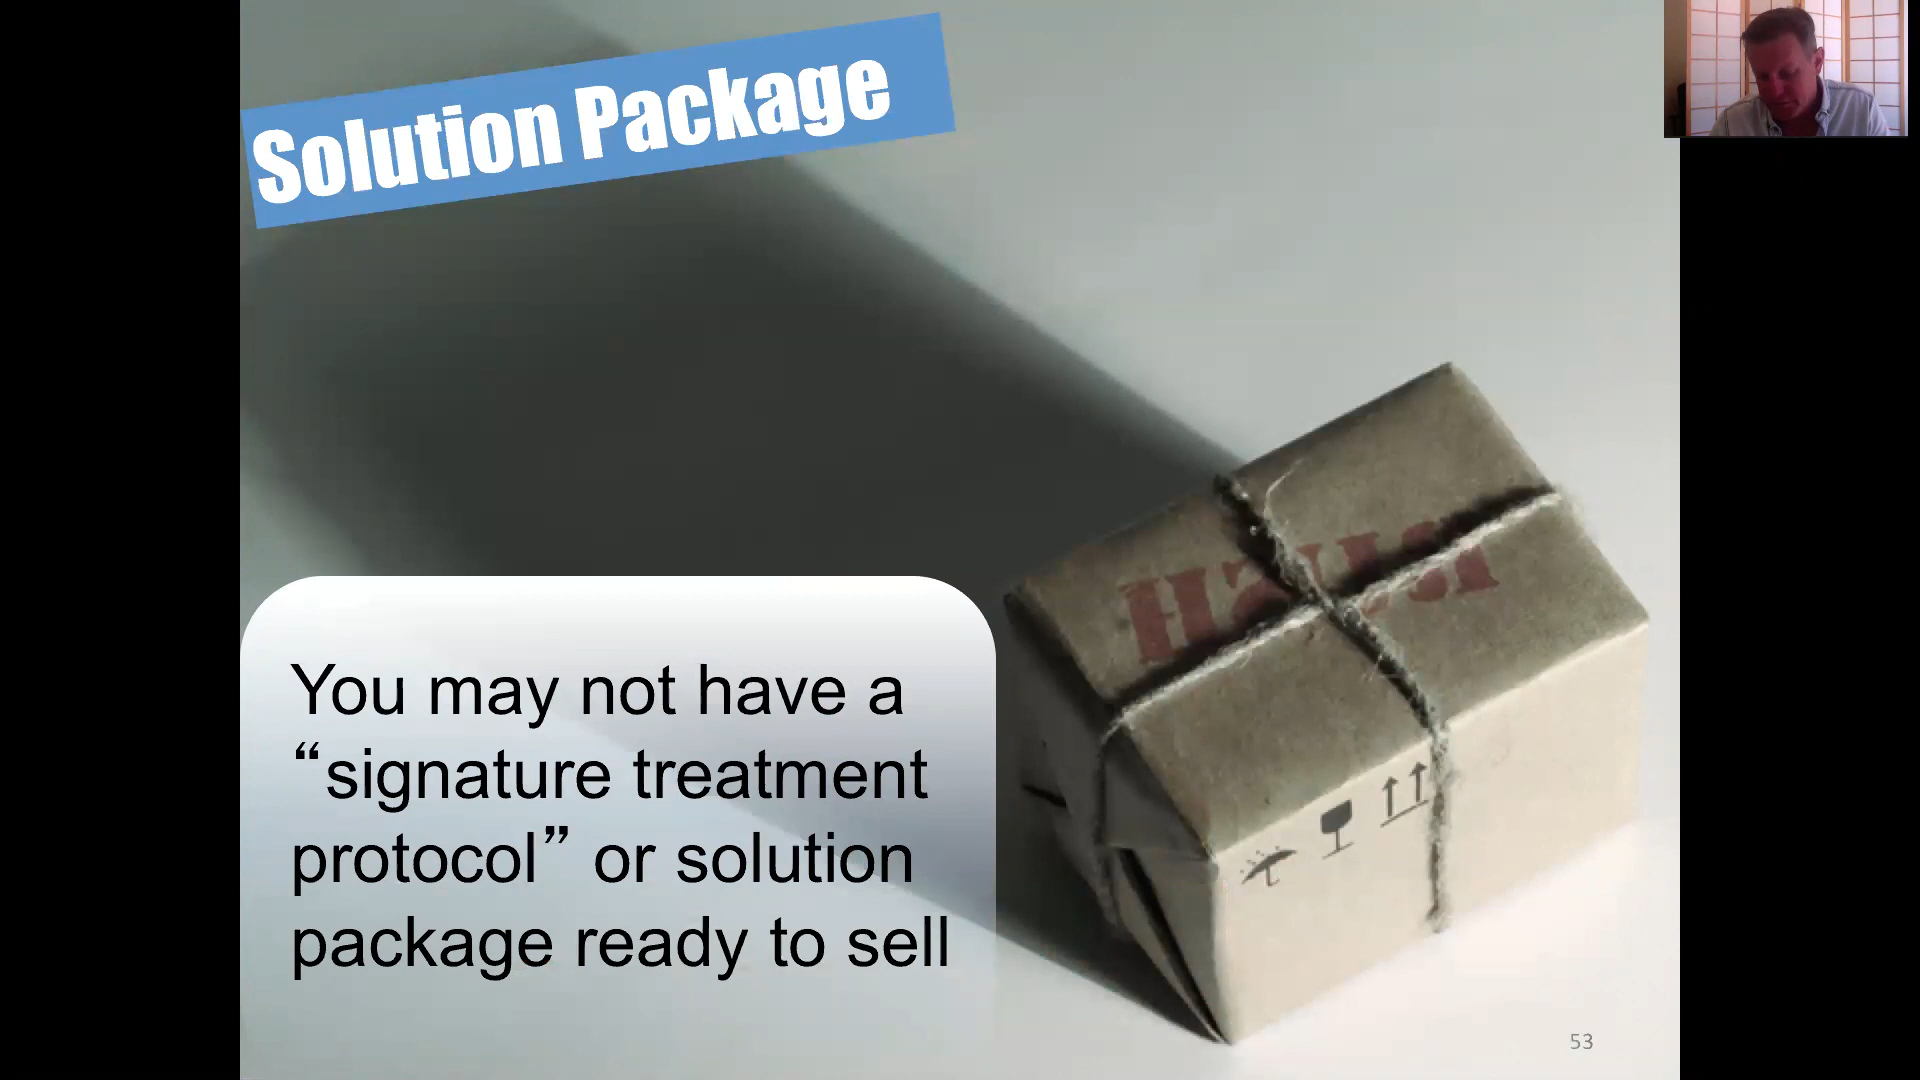 Solution Package
You may not have a
“signature treatment
protocol” or solution
package ready to sell
53